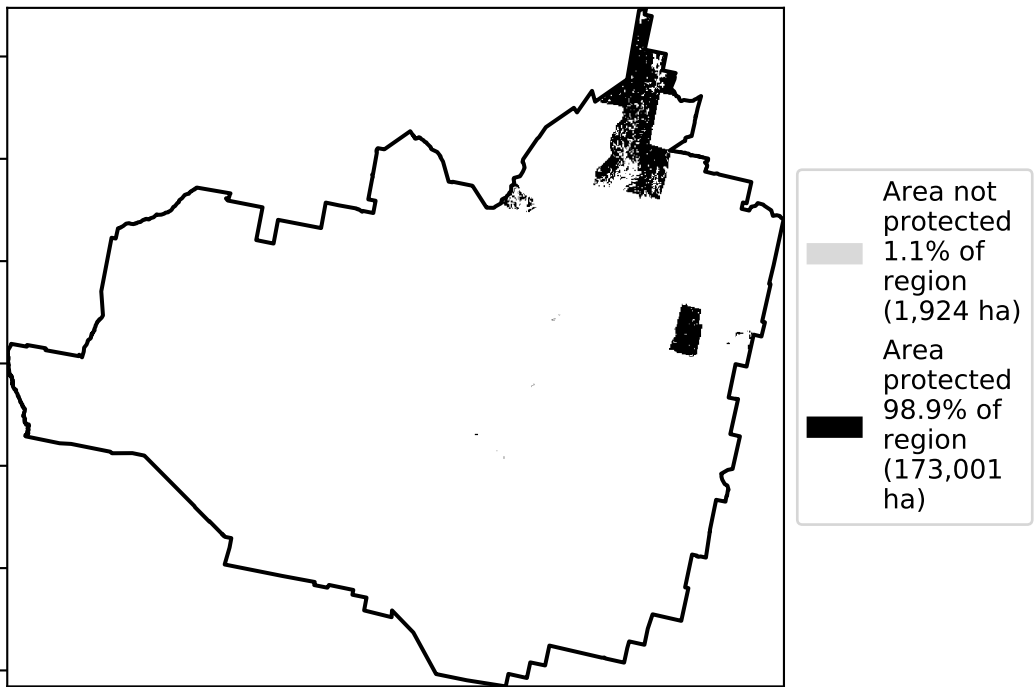 Area not
protected
1.1% of
region
(1,924 ha)
Area
protected
98.9% of
region
(173,001
ha)